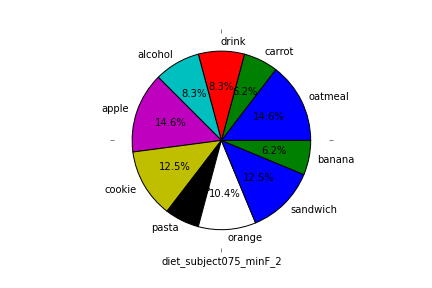 drink
carrot
alcohol
8.3%
8.3%
6.2%
oatmeal
apple
14.6%
14.6%
6.2%
banana
12.5%
12.5%
cookie
10.4%
sandwich
pasta
orange
diet_subject075_minF_2